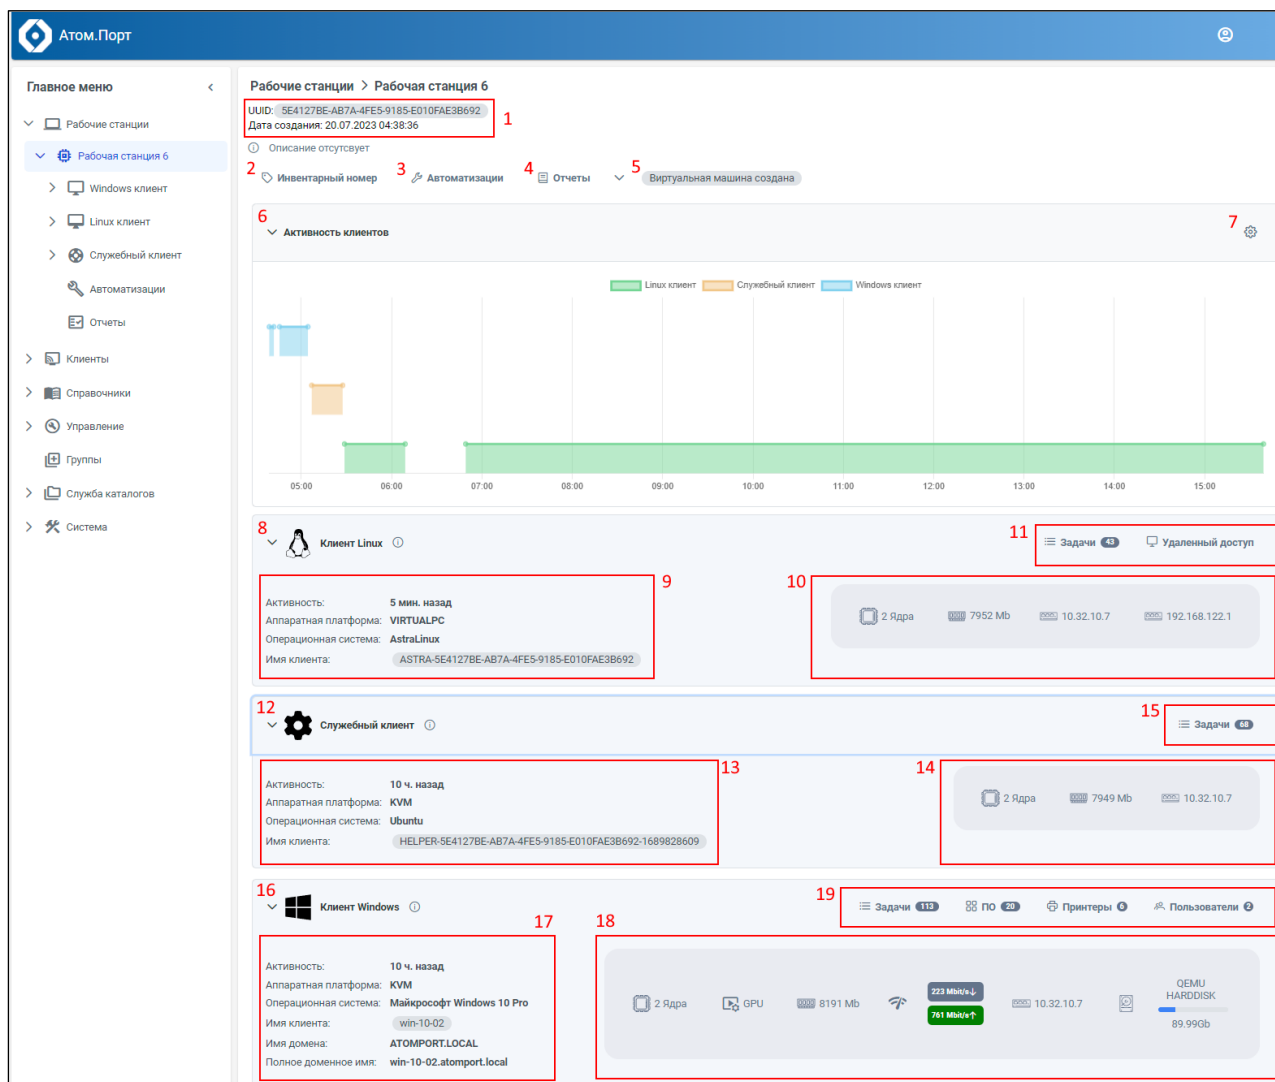 Атом.Порт
Главное меню
Рабочие станции
Рабочая станция 6
Windows клиент
Linux клиент
Служебный клиент
Автоматизации
Отчеты
Клиенты
Справочники
Управление
Группы
Служба каталогов
Система
Рабочие станции > Рабочая станция 6
UUID: 5E4127BE-AB7A-4FE5-9185-E010FAE3B692
Дата создания: 20.07.2023 04:38:36
1
Описание отсутсвует
2 Инвентарный номер 3 Автоматизации 4 Отчеты 5 Виртуальная машина создана
6
Активность клиентов
7
Linux клиент Служебный клиент Windows клиент
05:00 06:00 07:00 08:00 09:00 10:00 11:00 12:00 13:00 14:00 15:00
8
Клиент Linux
11
Задачи 43 Удаленный доступ
9
Активность: 5 мин. назад
Аппаратная платформа: VIRTUALPC
Операционная система: AstraLinux
Имя клиента: ASTRA-5E4127BE-AB7A-4FE5-9185-E010FAE3B692
10
2 Ядра 7952 Mb 10.32.10.7 192.168.122.1
12
Служебный клиент
15
Задачи 68
13
Активность: 10 ч. назад
Аппаратная платформа: KVM
Операционная система: Ubuntu
Имя клиента: HELPER-5E4127BE-AB7A-4FE5-9185-E010FAE3B692-1689828609
14
2 Ядра 7949 Mb 10.32.10.7
16
Клиент Windows
19
Задачи 113 ПО 20 Принтеры 6 Пользователи 2
17
Активность: 10 ч. назад
Аппаратная платформа: KVM
Операционная система: Майкрософт Windows 10 Pro
Имя клиента: win-10-02
Имя домена: ATOMPORT.LOCAL
Полное доменное имя: win-10-02.atomport.local
18
2 Ядра GPU 8191 Mb
223 Mbit/s↓
761 Mbit/s↑
10.32.10.7
QEMU
HARDDISK
89.99Gb